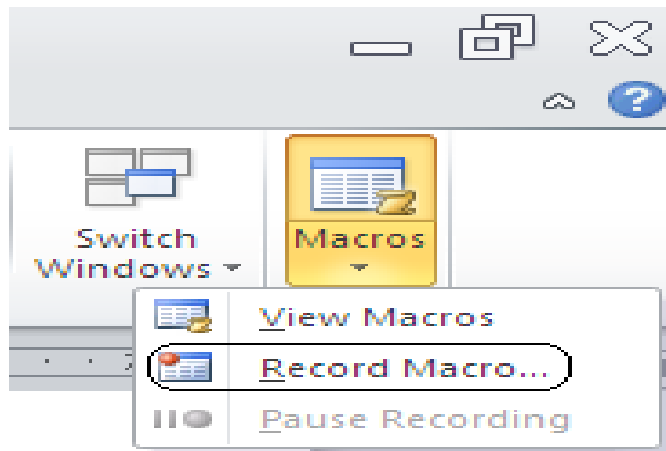 ?
Switch
Windows
Macros
View Macros
Record Macro...
Pause Recording